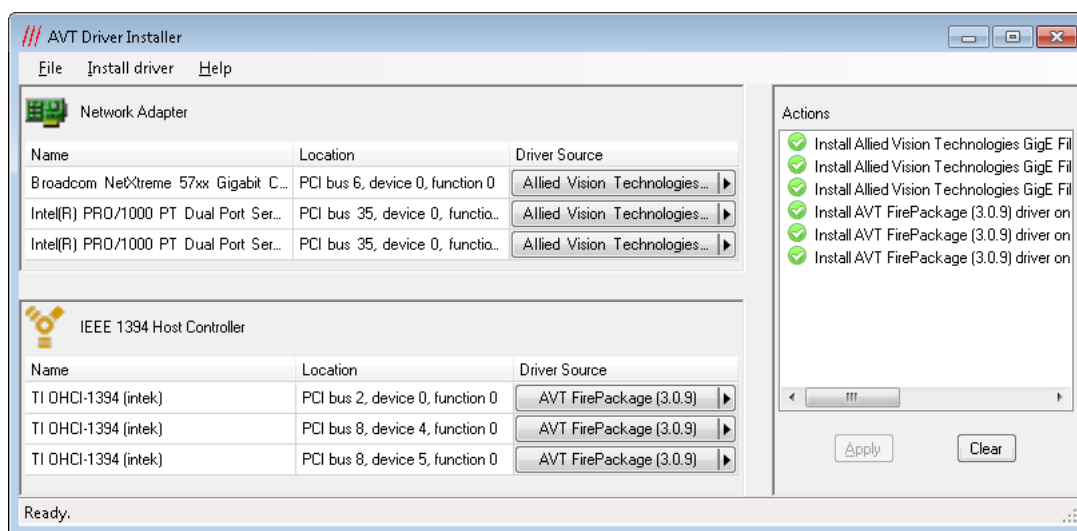 AVT Driver Installer
File Install driver Help
Network Adapter
Name Location Driver Source
Broadcom NetXtreme 57xx Gigabit C... PCI bus 6, device 0, function 0 Allied Vision Technologies...
Intel(R) PRO/1000 PT Dual Port Ser... PCI bus 35, device 0, functio... Allied Vision Technologies...
Intel(R) PRO/1000 PT Dual Port Ser... PCI bus 35, device 0, functio... Allied Vision Technologies...
IEEE 1394 Host Controller
Name Location Driver Source
TI OHCI-1394 (intek) PCI bus 2, device 0, function 0 AVT FirePackage (3.0.9)
TI OHCI-1394 (intek) PCI bus 8, device 4, function 0 AVT FirePackage (3.0.9)
TI OHCI-1394 (intek) PCI bus 8, device 5, function 0 AVT FirePackage (3.0.9)
Actions
Install Allied Vision Technologies GigE Fil
Install Allied Vision Technologies GigE Fil
Install Allied Vision Technologies GigE Fil
Install AVT FirePackage (3.0.9) driver on
Install AVT FirePackage (3.0.9) driver on
Install AVT FirePackage (3.0.9) driver on
Apply Clear
Ready.